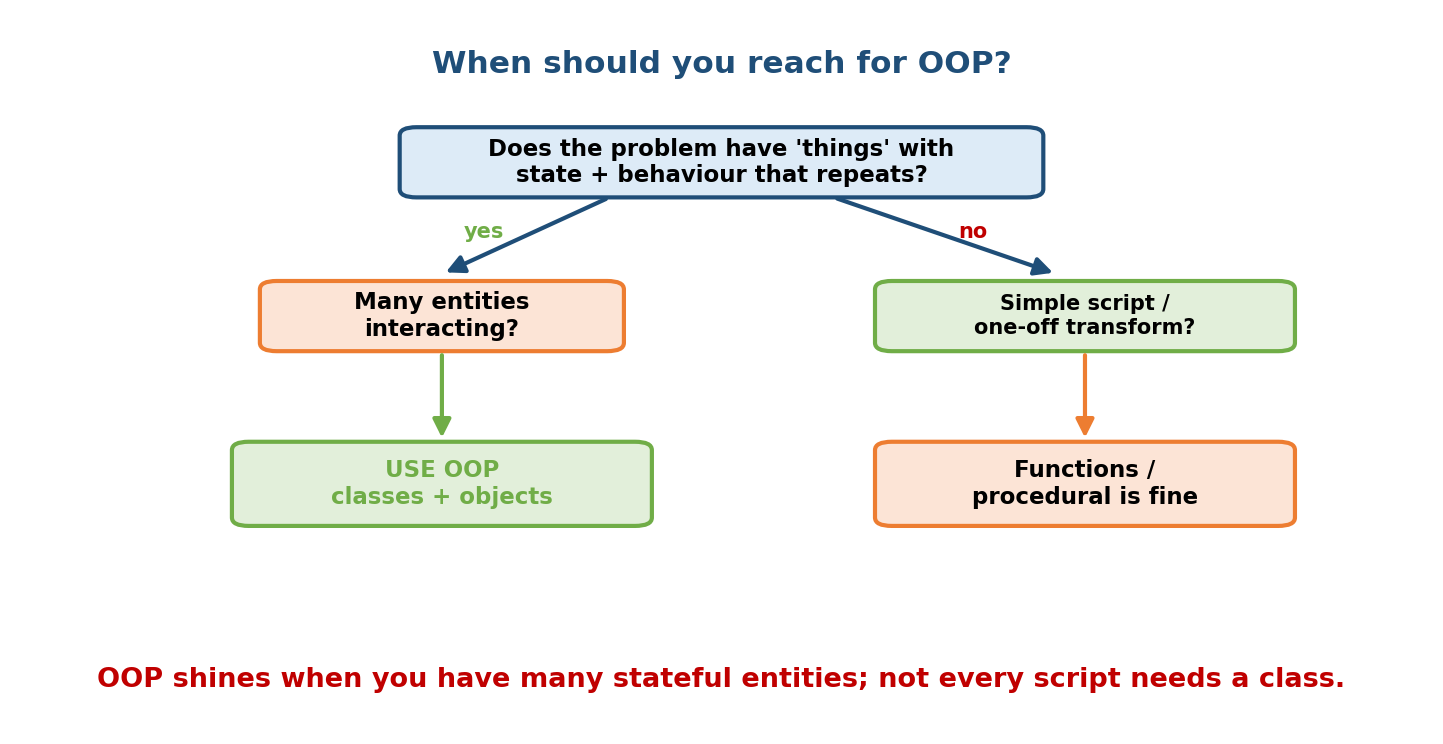 When should you reach for OOP?
Does the problem have 'things' with
state + behaviour that repeats?
yes
no
Many entities
interacting?
Simple script /
one-off transform?
USE OOP
classes + objects
Functions /
procedural is fine
OOP shines when you have many stateful entities; not every script needs a class.